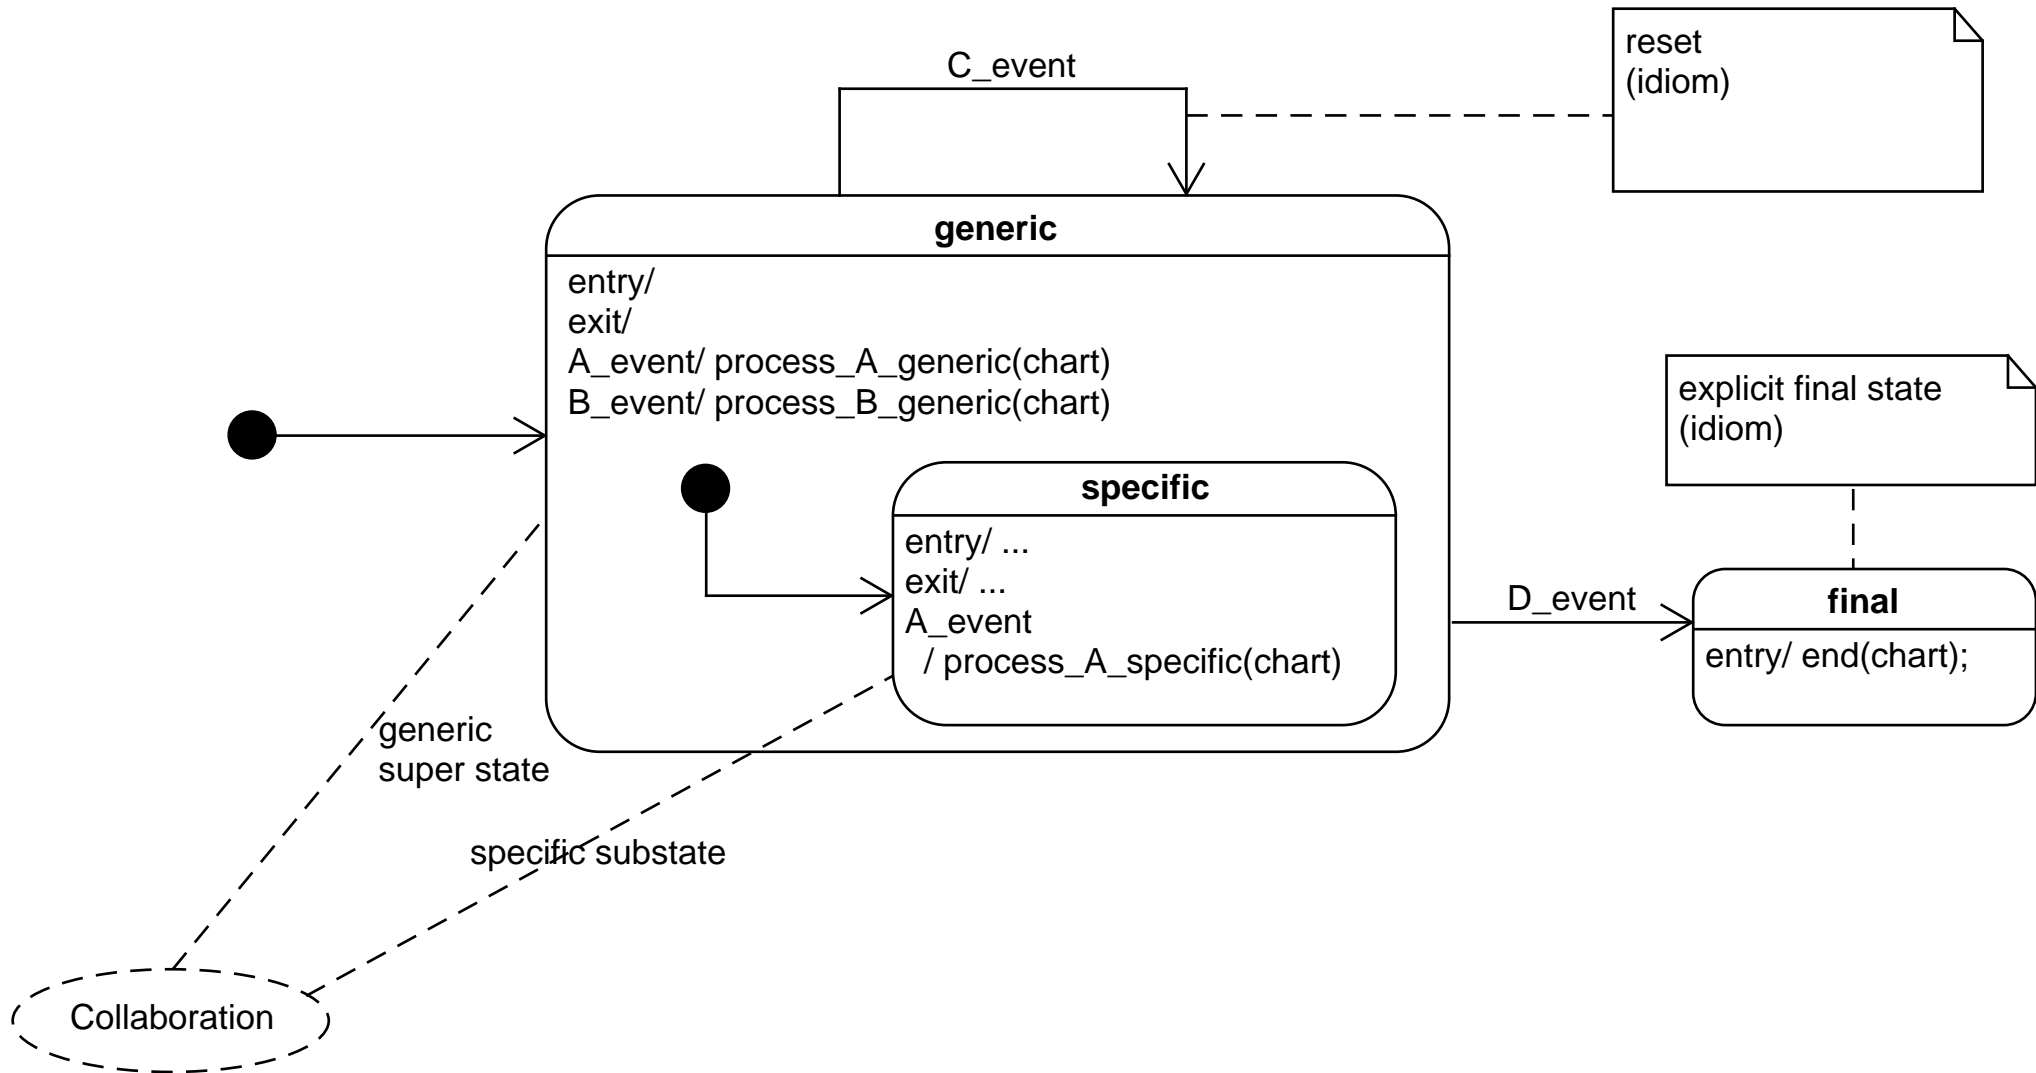 C_event
reset
(idiom)
generic
entry/
exit/
A_event/ process_A_generic(chart)
B_event/ process_B_generic(chart)
explicit final state
(idiom)
specific
entry/ ...
exit/ ...
A_event
/ process_A_specific(chart)
D_event
final
entry/ end(chart);
generic
super state
specific substate
Collaboration